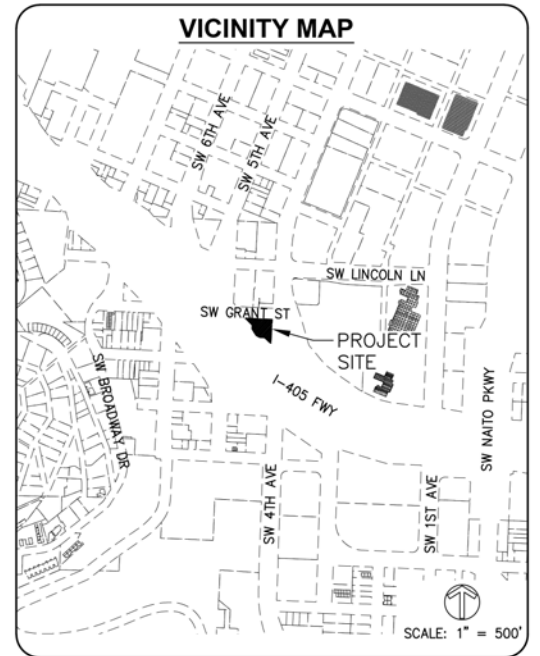 VICINITY MAP
SW 6TH AVE
SW 5TH AVE
SW LINCOLN LN
SW GRANT ST
PROJECT
SITE
I-405 FWY
SW BROADWAY DR
SW NAITO PKWY
SW 4TH AVE
SW 1ST AVE
SCALE: 1" = 500'